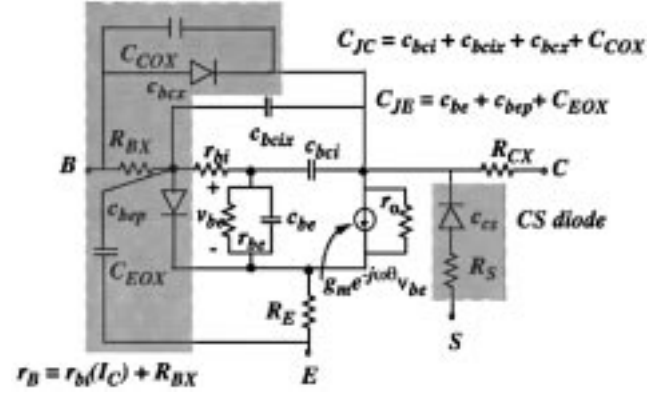 C_JC = c_bci + c_bcix + c_bcx + C_COX
C_COX
c_bcx
C_JE = c_be + c_bep + C_EOX
c_bcix
R_BX
r_bi
c_bci
R_CX
B
C
+
v_be
-
r_be
c_be
r_o
c_cs
CS diode
c_bep
C_EOX
R_S
g_m e^-jωθ v_be
R_E
S
r_B = r_bi(I_C) + R_BX
E